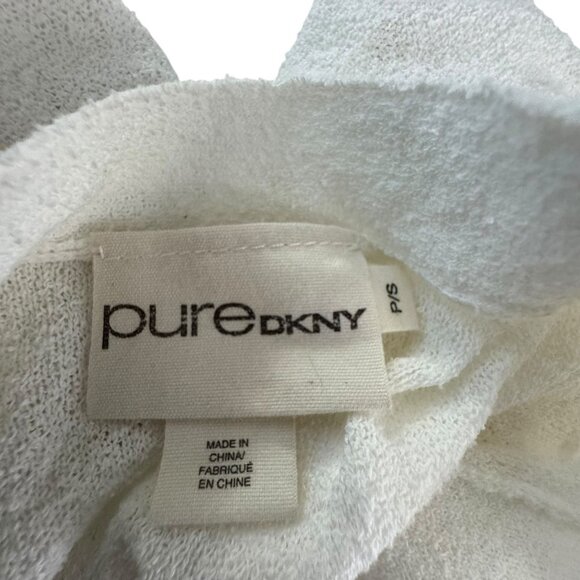 pureDKNY
P/S
MADE IN
CHINA/
FABRIQUÉ
EN CHINE